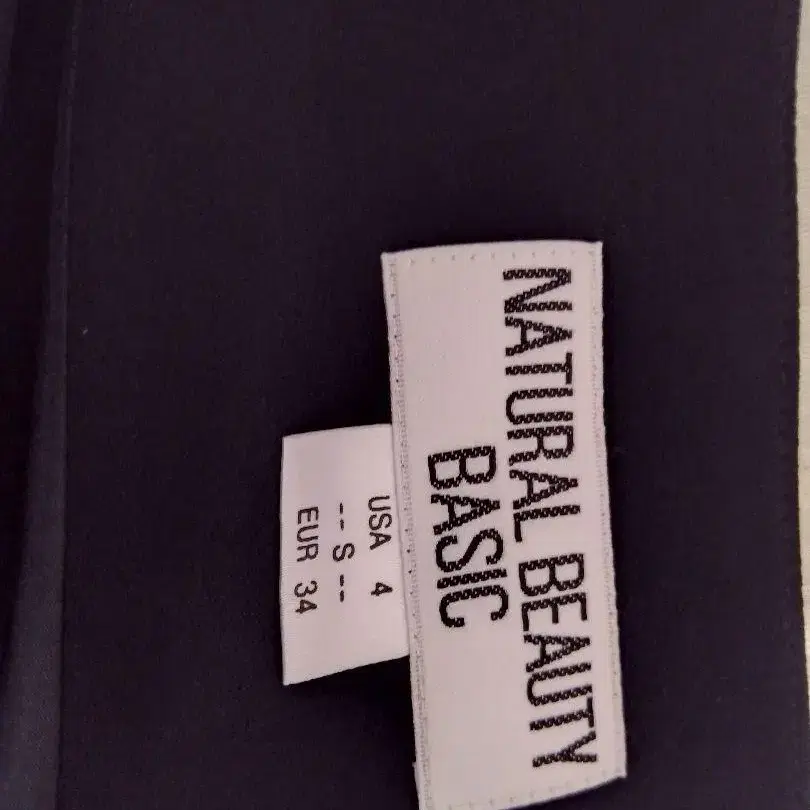 NATURAL BEAUTY
BASIC
USA 4
-- S --
EUR 34